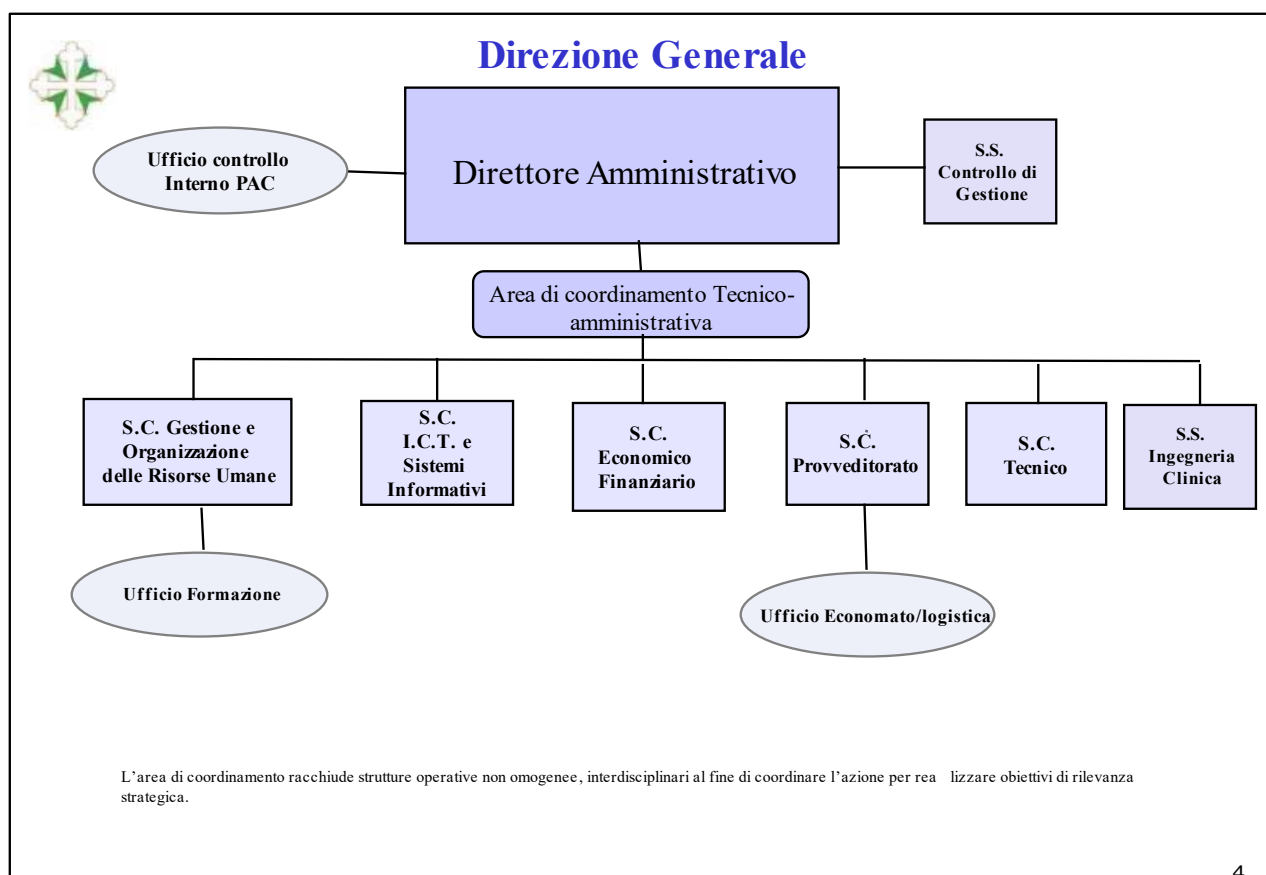 Direzione Generale
Ufficio controllo
Interno PAC
Direttore Amministrativo
S.S.
Controllo di
Gestione
Area di coordinamento Tecnico-
amministrativa
S.C. Gestione e
Organizzazione
delle Risorse Umane
S.C.
I.C.T. e
Sistemi
Informativi
S.C.
Economico
Finanziario
S.C.
Provveditorato
S.C.
Tecnico
S.S.
Ingegneria
Clinica
Ufficio Formazione
Ufficio Economato/logistica
L’area di coordinamento racchiude strutture operative non omogenee, interdisciplinari al fine di coordinare l’azione per rea lizzare obiettivi di rilevanza
strategica.
4